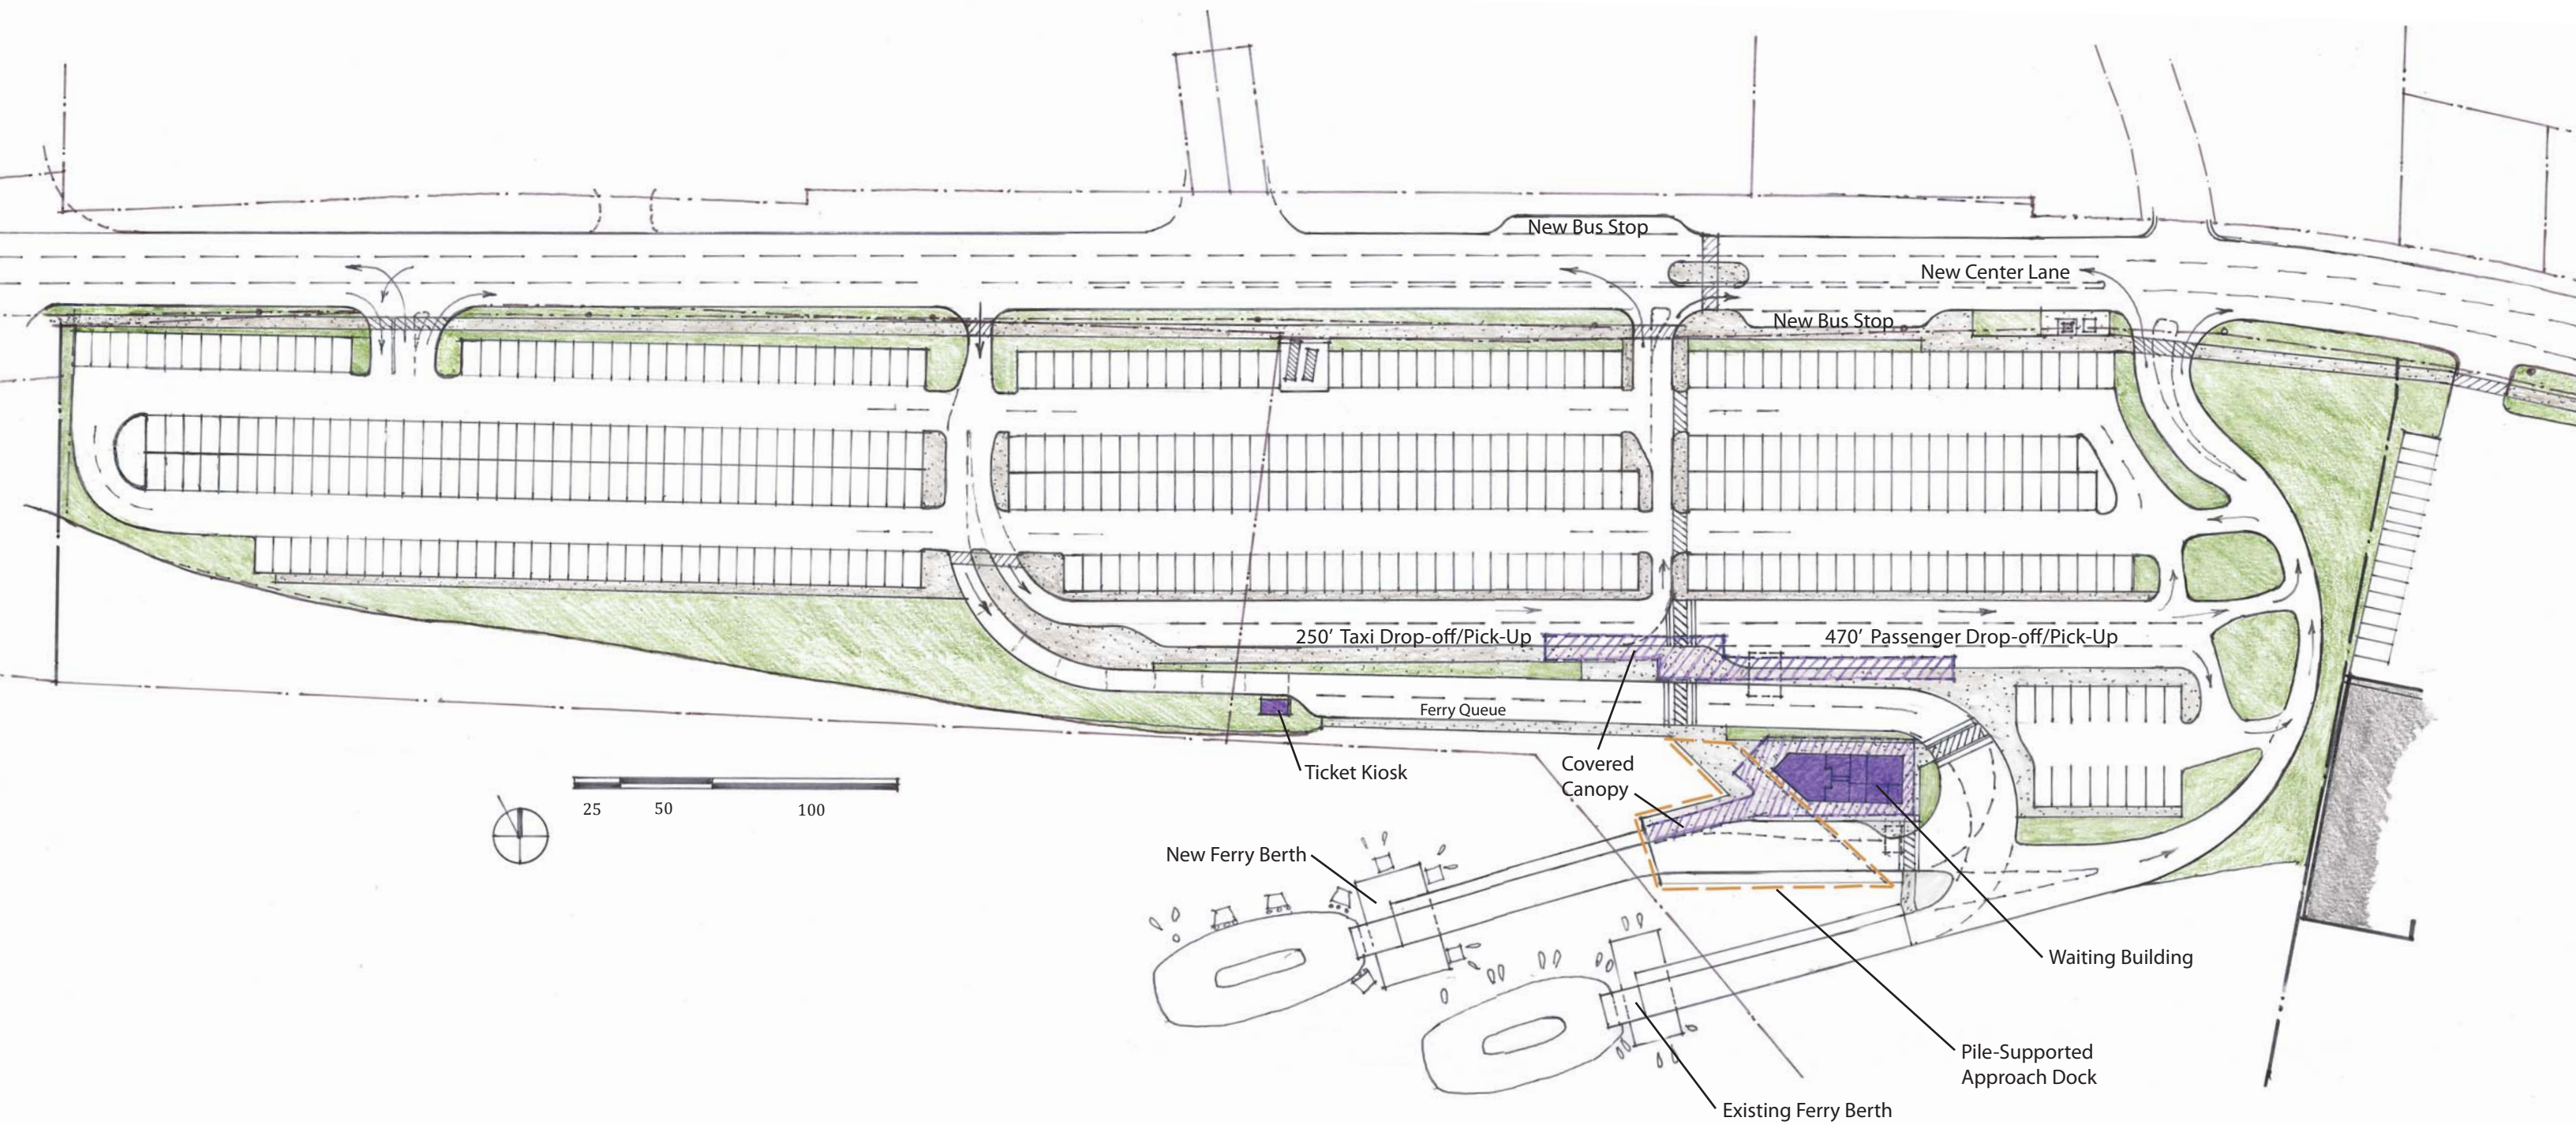 New Bus Stop
New Center Lane
New Bus Stop
250' Taxi Drop-off/Pick-Up
470' Passenger Drop-off/Pick-Up
Ferry Queue
Ticket Kiosk
Covered
Canopy
25
50
100
New Ferry Berth
Waiting Building
Pile-Supported
Approach Dock
Existing Ferry Berth